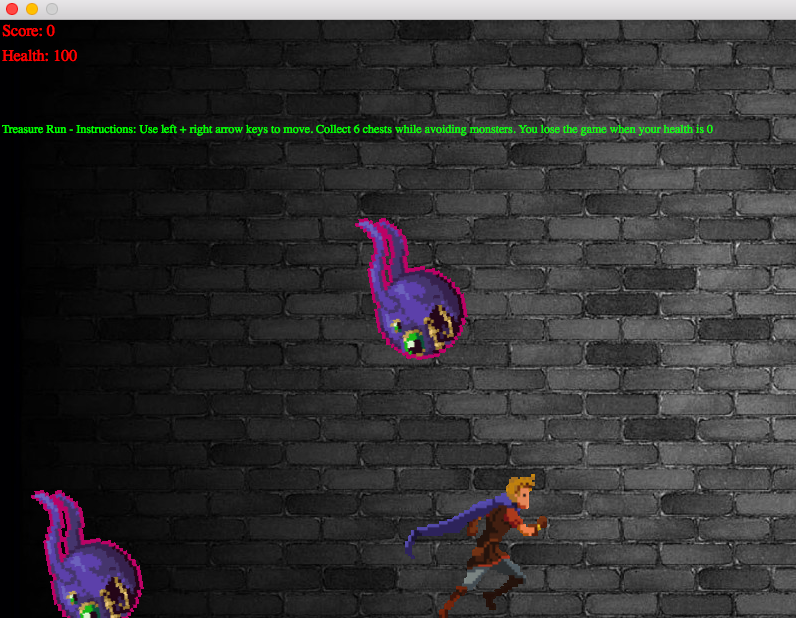 Score: 0
Health: 100
Treasure Run - Instructions: Use left + right arrow keys to move. Collect 6 chests while avoiding monsters. You lose the game when your health is 0